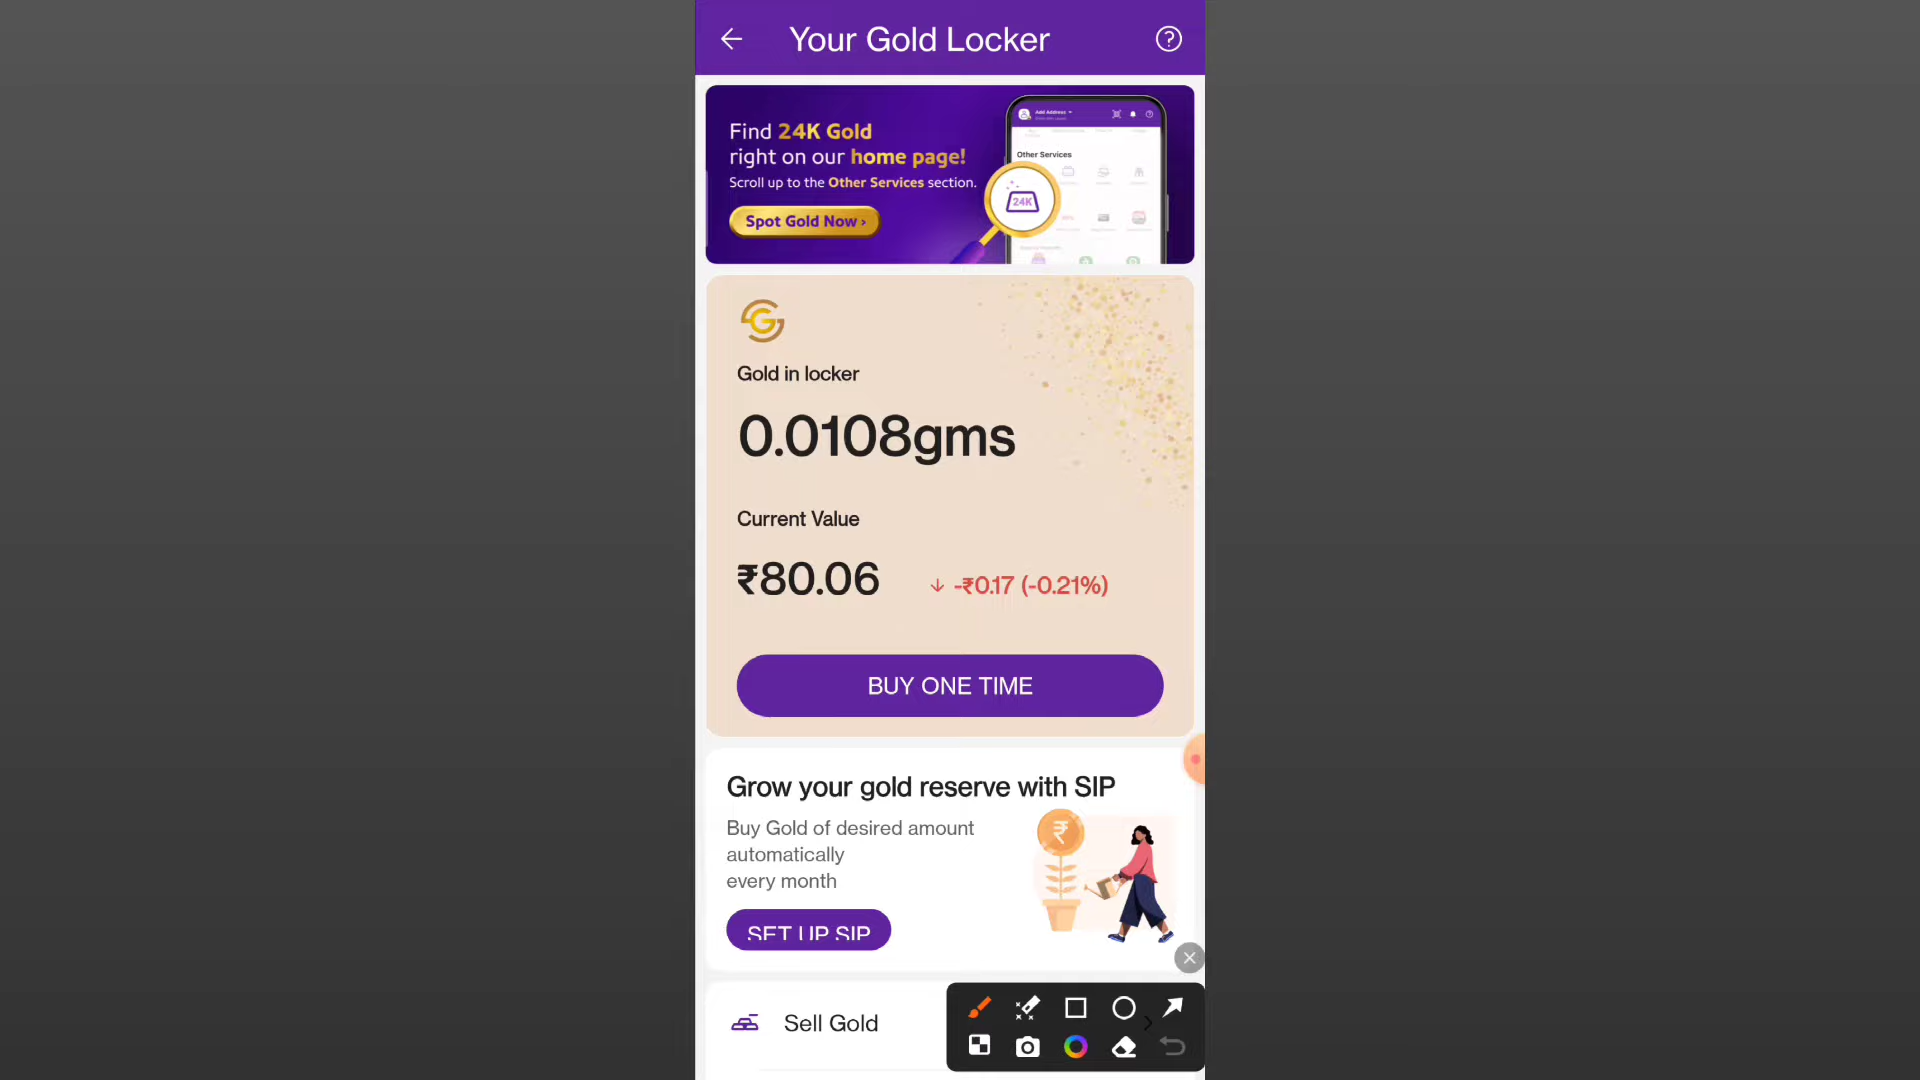 Your Gold Locker
Find 24K Gold
right on our home page!
Scroll up to the Other Services section.
Spot Gold Now ›
Add Address
Other Services
24K
Gold in locker
0.0108gms
Current Value
₹80.06
-₹0.17 (-0.21%)
BUY ONE TIME
Grow your gold reserve with SIP
Buy Gold of desired amount
automatically
every month
SET UP SIP
Sell Gold